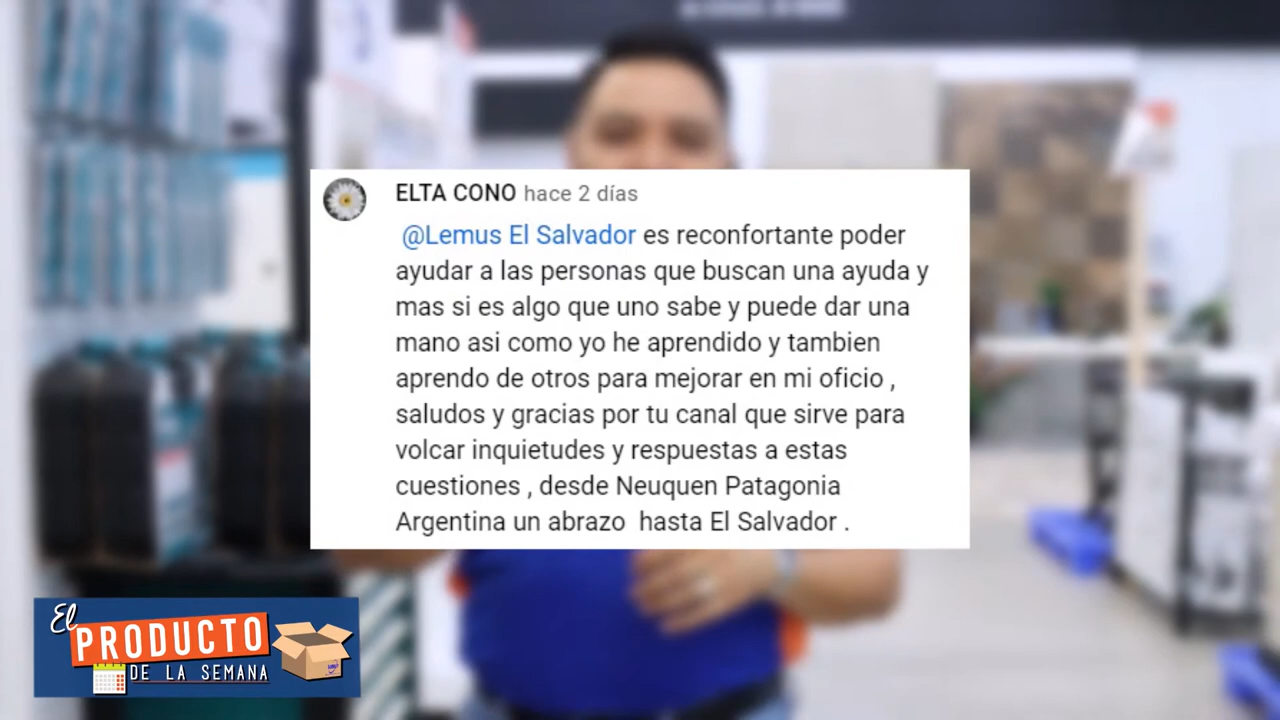 ELTA CONO hace 2 días
@Lemus El Salvador es reconfortante poder
ayudar a las personas que buscan una ayuda y
mas si es algo que uno sabe y puede dar una
mano asi como yo he aprendido y tambien
aprendo de otros para mejorar en mi oficio ,
saludos y gracias por tu canal que sirve para
volcar inquietudes y respuestas a estas
cuestiones , desde Neuquen Patagonia
Argentina un abrazo hasta El Salvador .
El
PRODUCTO
DE LA SEMANA